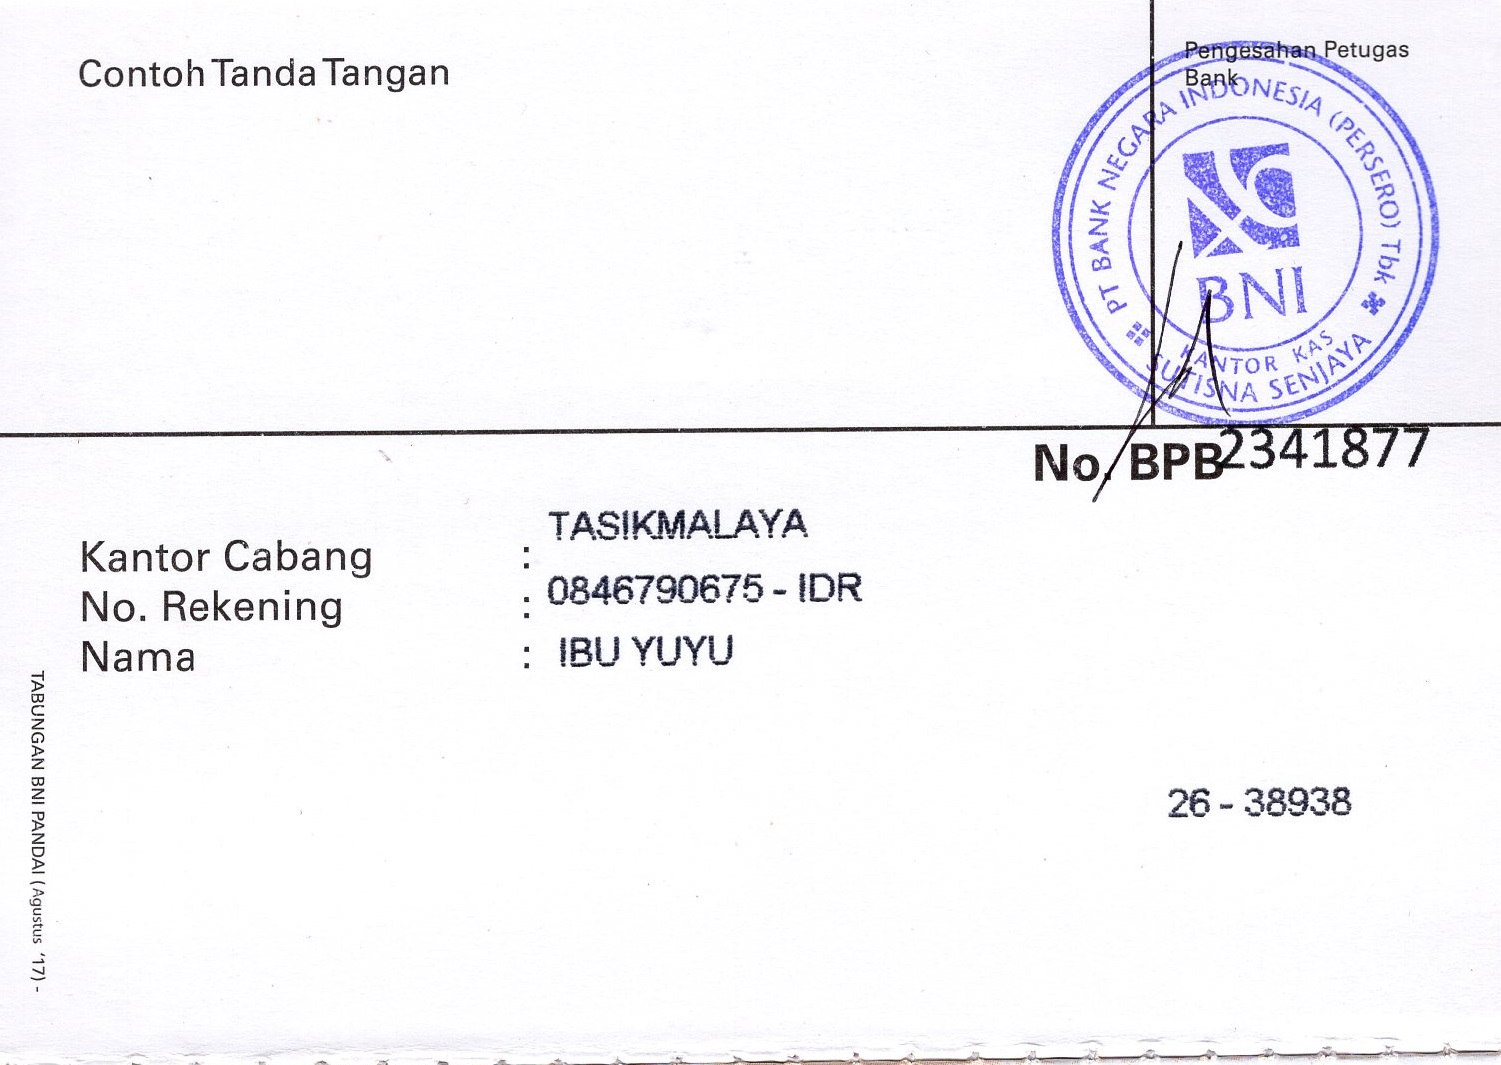 Contoh Tanda Tangan
Pengesahan Petugas
Bank
PT BANK NEGARA INDONESIA (PERSERO) Tbk
BNI
KANTOR KAS
SUTISNA SENJAYA
No. BPB 2341877
Kantor Cabang : TASIKMALAYA
No. Rekening : 0846790675 - IDR
Nama : IBU YUYU
26 - 38938
TABUNGAN BNI PANDAI (Agustus '17) -